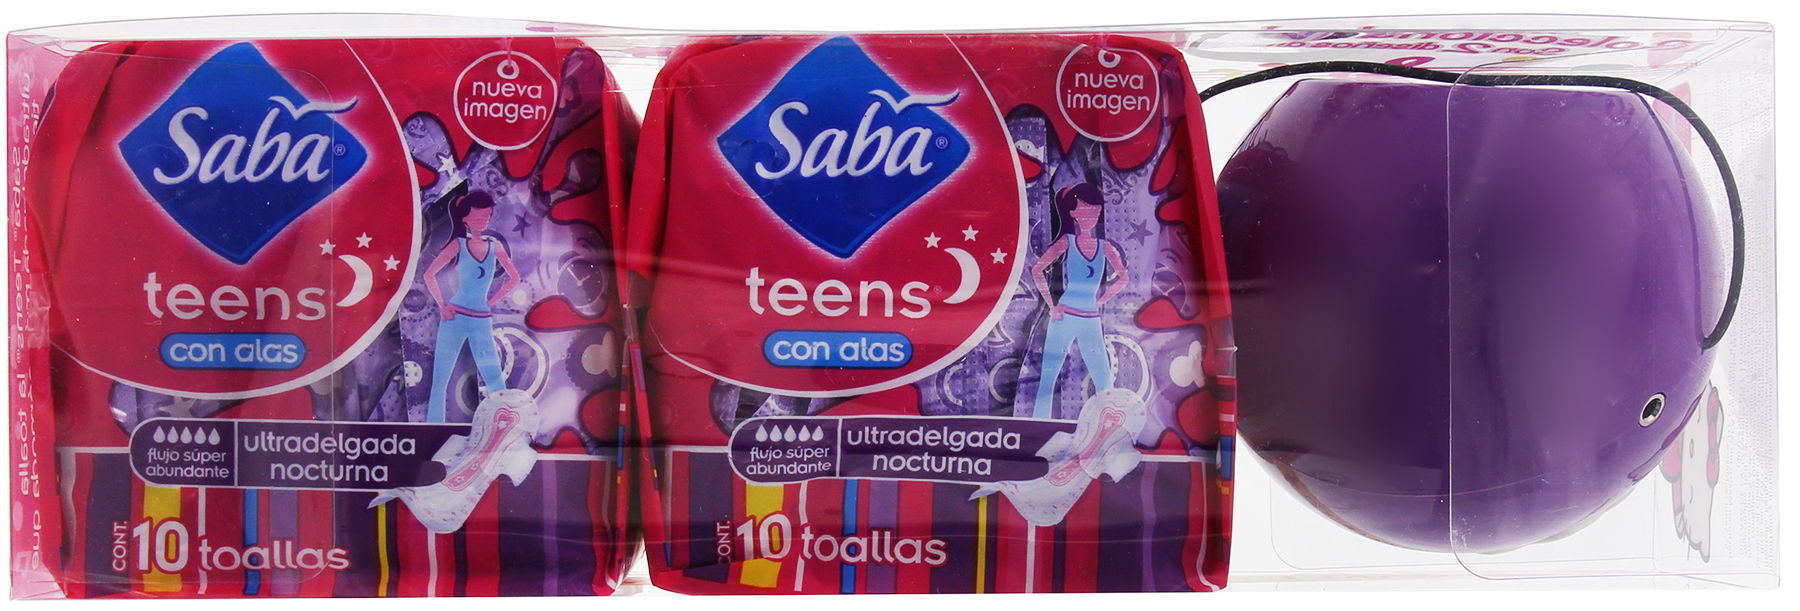 Saba®
nueva
imagen
teens
con alas
flujo súper
abundante
ultradelgada
nocturna
CONT.
10 toallas
Saba®
nueva
imagen
teens®
con alas
flujo súper
abundante
ultradelgada
nocturna
CONT.
10 toallas